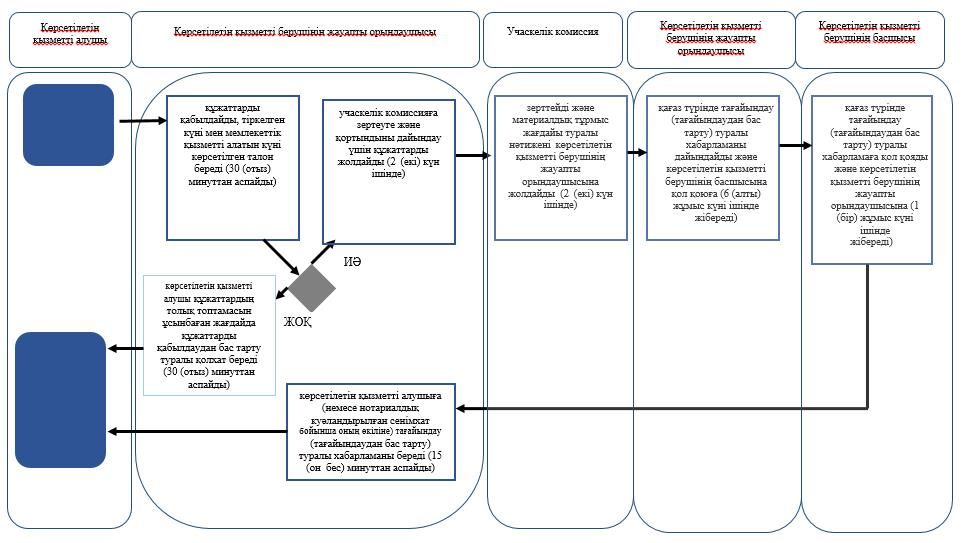 Көрсетілетін
қызметті алушы
Көрсетілетін қызметті берушінің жауапты орындаушысы
Учаскелік комиссия
Көрсетілетін қызметті
берушінің жауапты
орындаушысы
Көрсетілетін қызметті
берушінің басшысы
құжаттарды
қабылдайды, тіркелген
күні мен мемлекеттік
қызметті алатын күні
көрсетілген талон
береді (30 (отыз)
минуттан аспайды)
учаскелік комиссияға
зертеуге және
қортындыны дайындау
үшін құжаттарды
жолдайды (2 (екі) күн
ішінде)
зерттейді және
материалдық тұрмыс
жағдайы туралы
нәтижені көрсетілетін
қызметті берушінің
жауапты
орындаушысына
жолдайды (2 (екі) күн
ішінде)
қағаз түрінде тағайындау
(тағайындаудан бас
тарту) туралы
хабарламаны
дайындайды және
көрсетілетін қызметті
берушінің басшысына
қол қоюға (6 (алты)
жұмыс күні ішінде
жібереді)
қағаз түрінде
тағайындау
(тағайындаудан бас
тарту) туралы
хабарламаға қол қояды
және көрсетілетін
қызметті берушінің
жауапты
орындаушысына (1
(бір) жұмыс күні
ішінде
жібереді)
ИӘ
ЖОҚ
көрсетілетін қызметті
алушы құжаттардың
толық топтамасын
ұсынбаған жағдайда
құжаттарды
қабылдаудан бас тарту
туралы қолхат береді
(30 (отыз) минуттан
аспайды)
көрсетілетін қызметті алушыға
(немесе нотариалдық
куәландырылған сенімхат
бойынша оның өкіліне) тағайындау
(тағайындаудан бас тарту)
туралы хабарламаны береді (15
(он бес) минуттан аспайды)